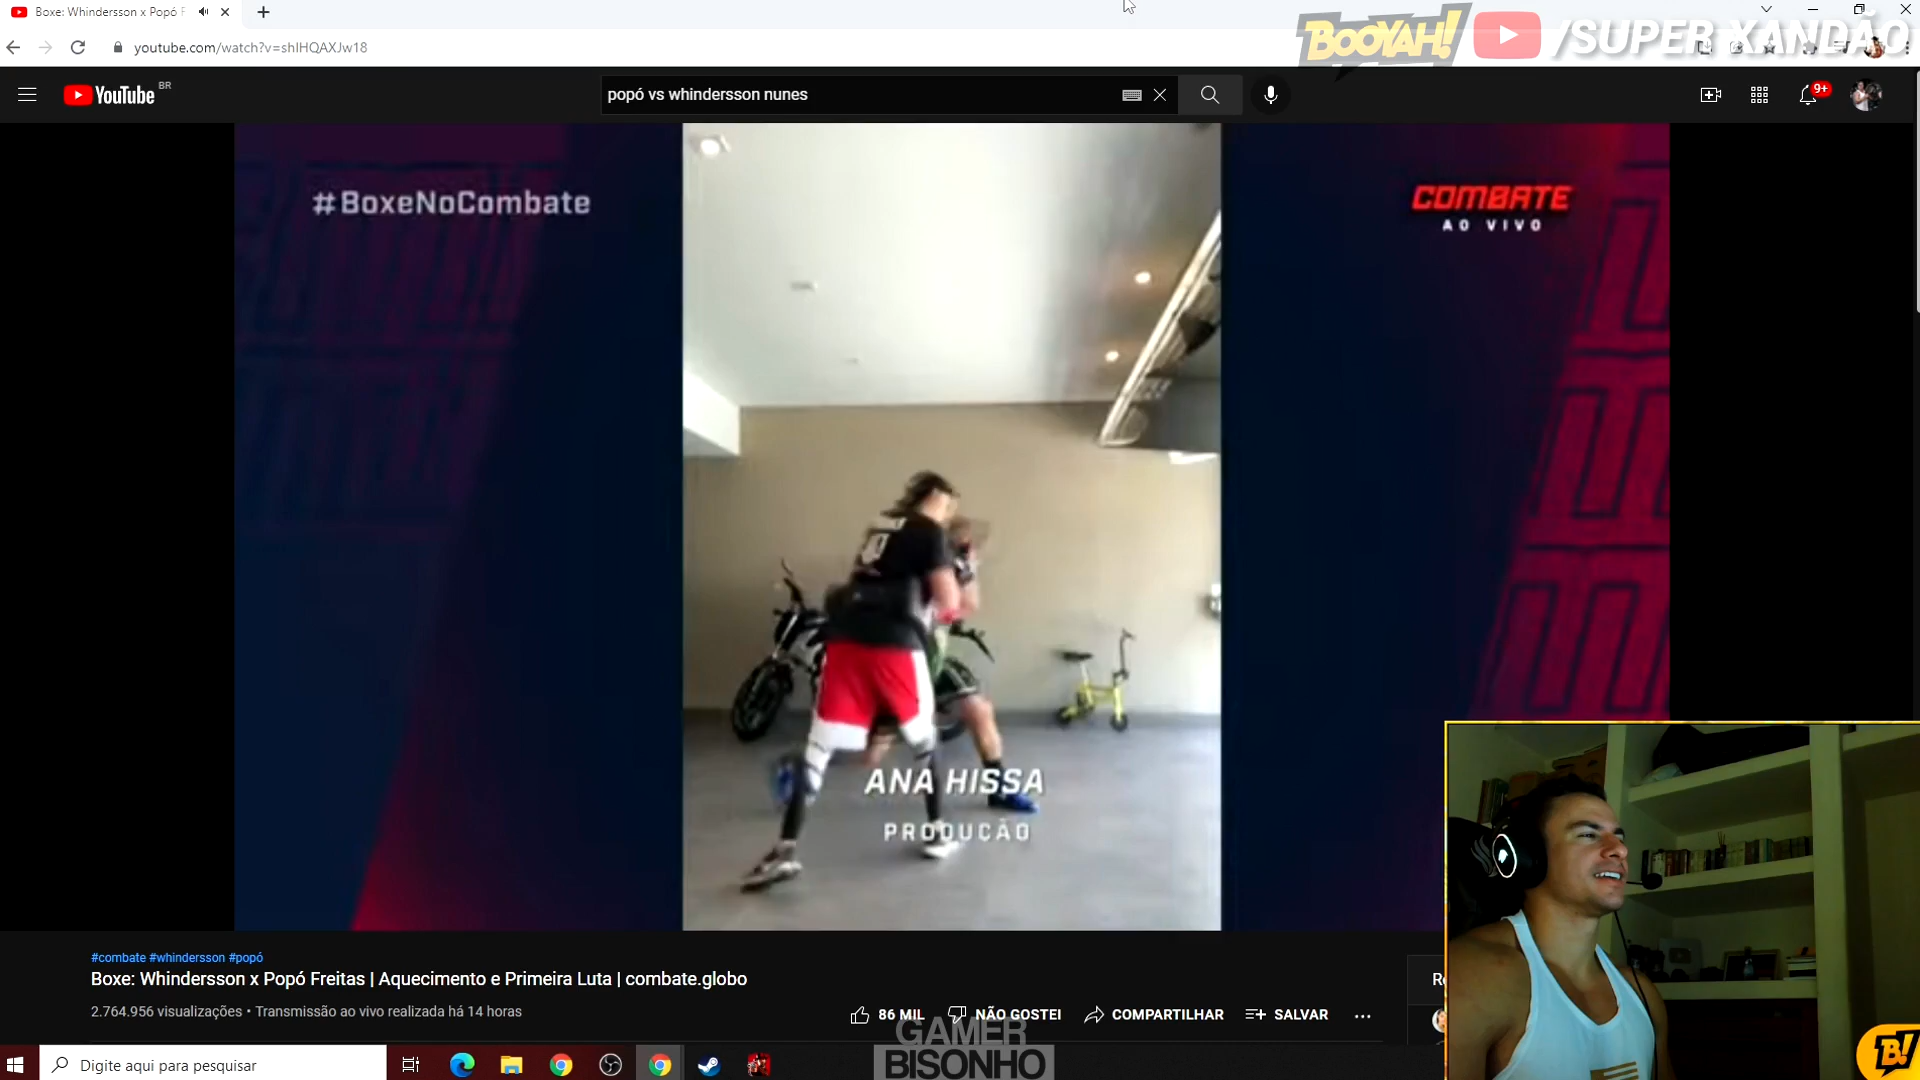 Boxe: Whindersson x Popó F
youtube.com/watch?v=shIHQAXJw18
BOOYAH!
/SUPER XANDÃO
YouTube BR
popó vs whindersson nunes
9+
#BoxeNoCombate
COMBATE
AO VIVO
ANA HISSA
PRODUÇÃO
#combate #whindersson #popó
Boxe: Whindersson x Popó Freitas | Aquecimento e Primeira Luta | combate.globo
2.764.956 visualizações • Transmissão ao vivo realizada há 14 horas
86 MIL
NÃO GOSTEI
COMPARTILHAR
SALVAR
GAMER
BISONHO
Digite aqui para pesquisar
B!